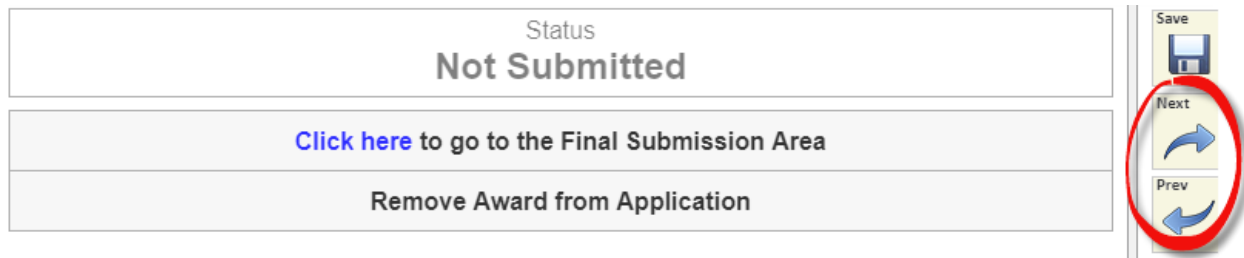 Status
Not Submitted
Click here to go to the Final Submission Area
Remove Award from Application
Save
Next
Prev